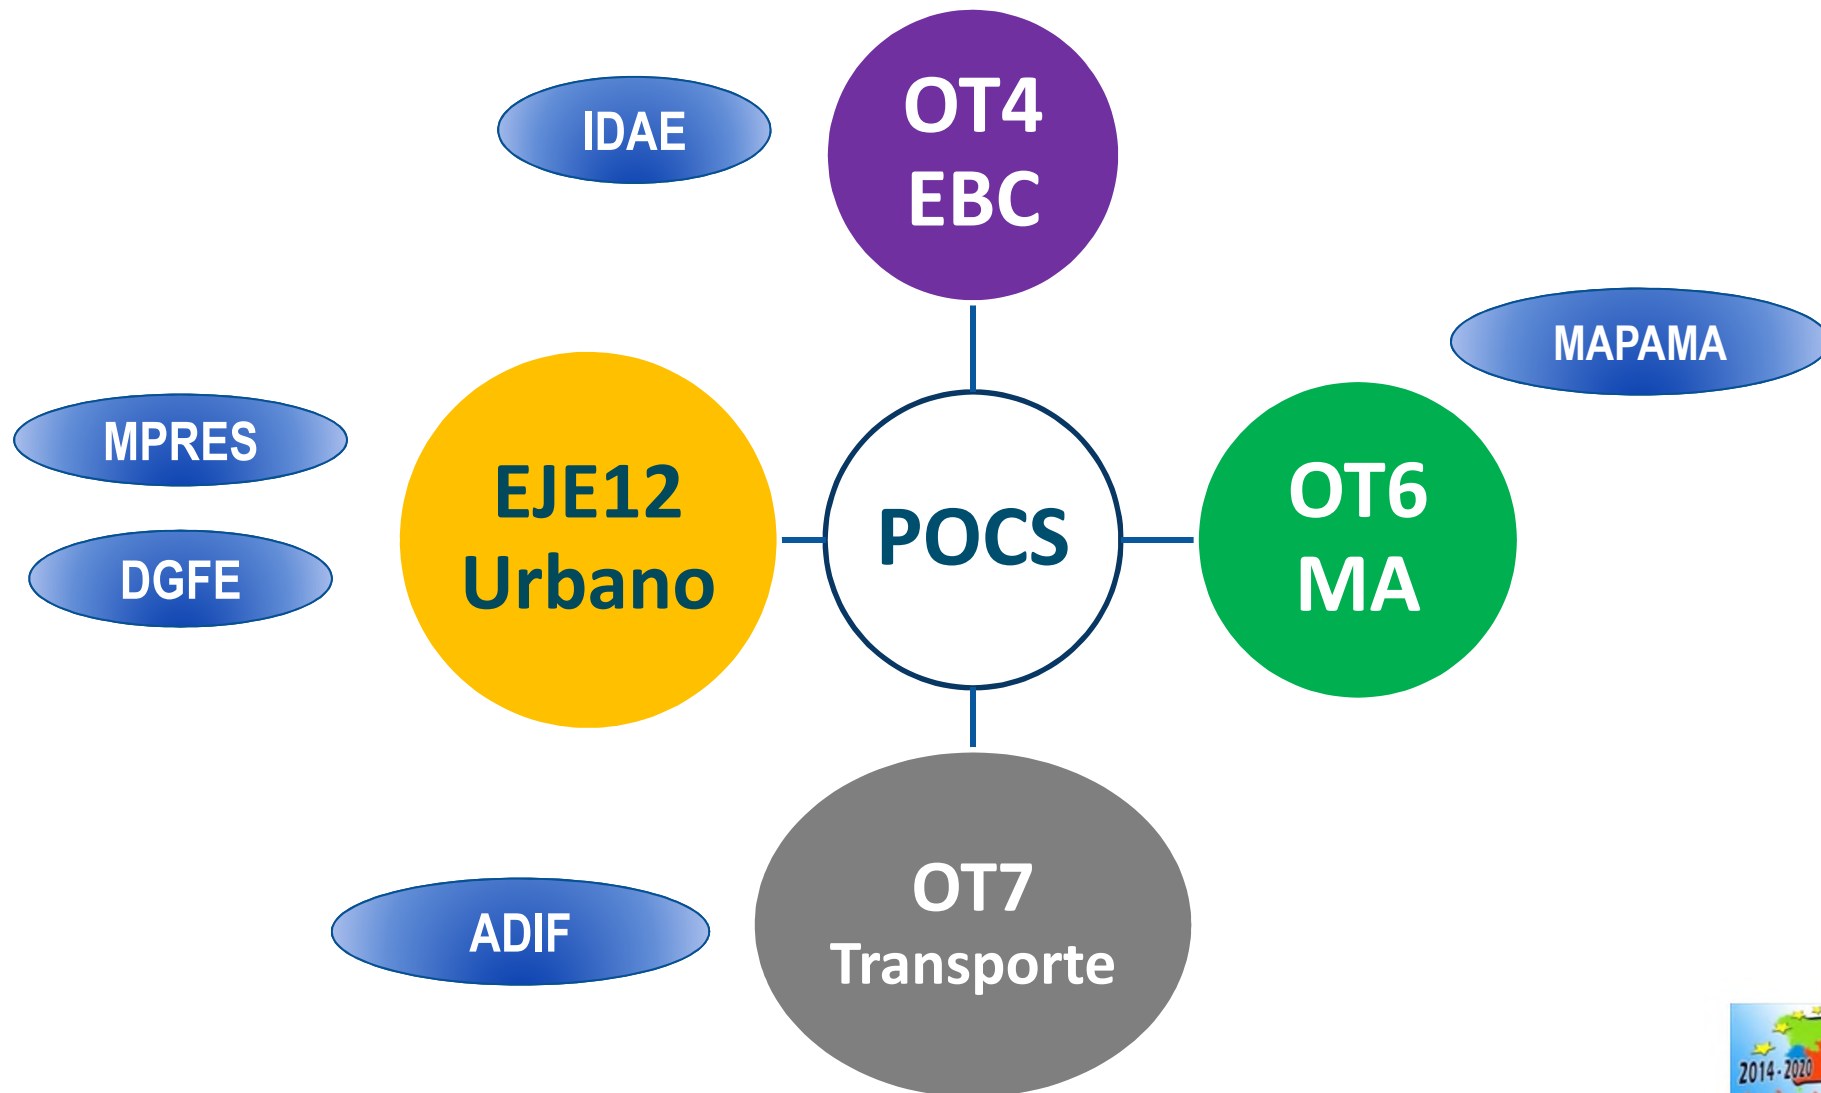 OT4
EBC
IDAE
MAPAMA
MPRES
DGFE
EJE12
Urbano
POCS
OT6
MA
ADIF
OT7
Transporte
2014-2020